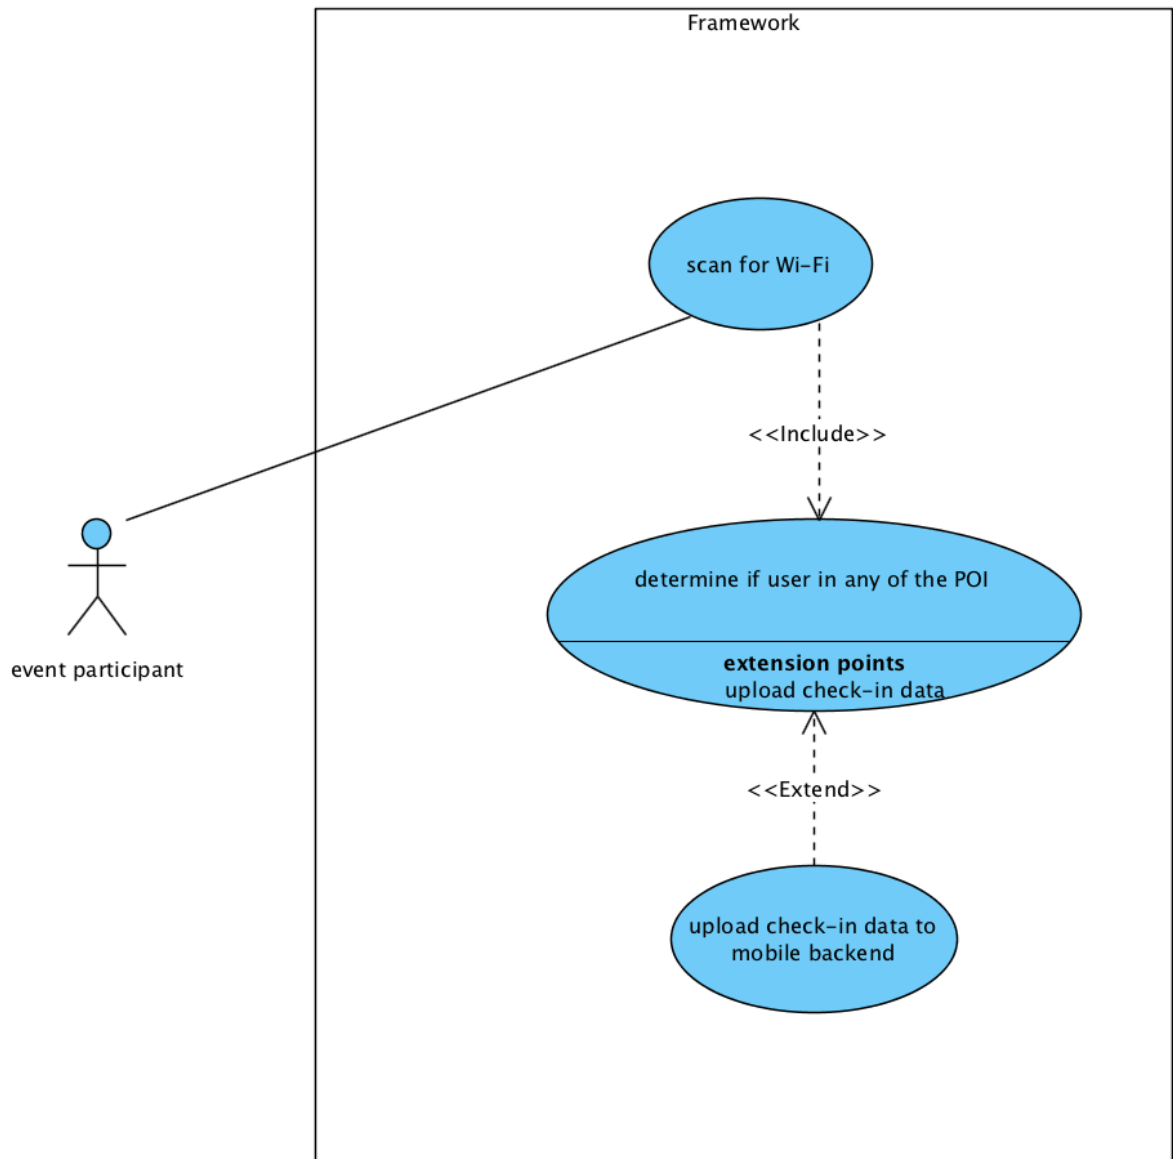 Framework
scan for Wi-Fi
<<Include>>
determine if user in any of the POI
extension points
upload check-in data
event participant
<<Extend>>
upload check-in data to
mobile backend